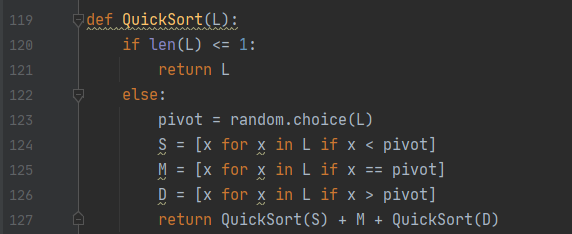 119 def QuickSort(L):
120     if len(L) <= 1:
121         return L
122     else:
123         pivot = random.choice(L)
124         S = [x for x in L if x < pivot]
125         M = [x for x in L if x == pivot]
126         D = [x for x in L if x > pivot]
127         return QuickSort(S) + M + QuickSort(D)